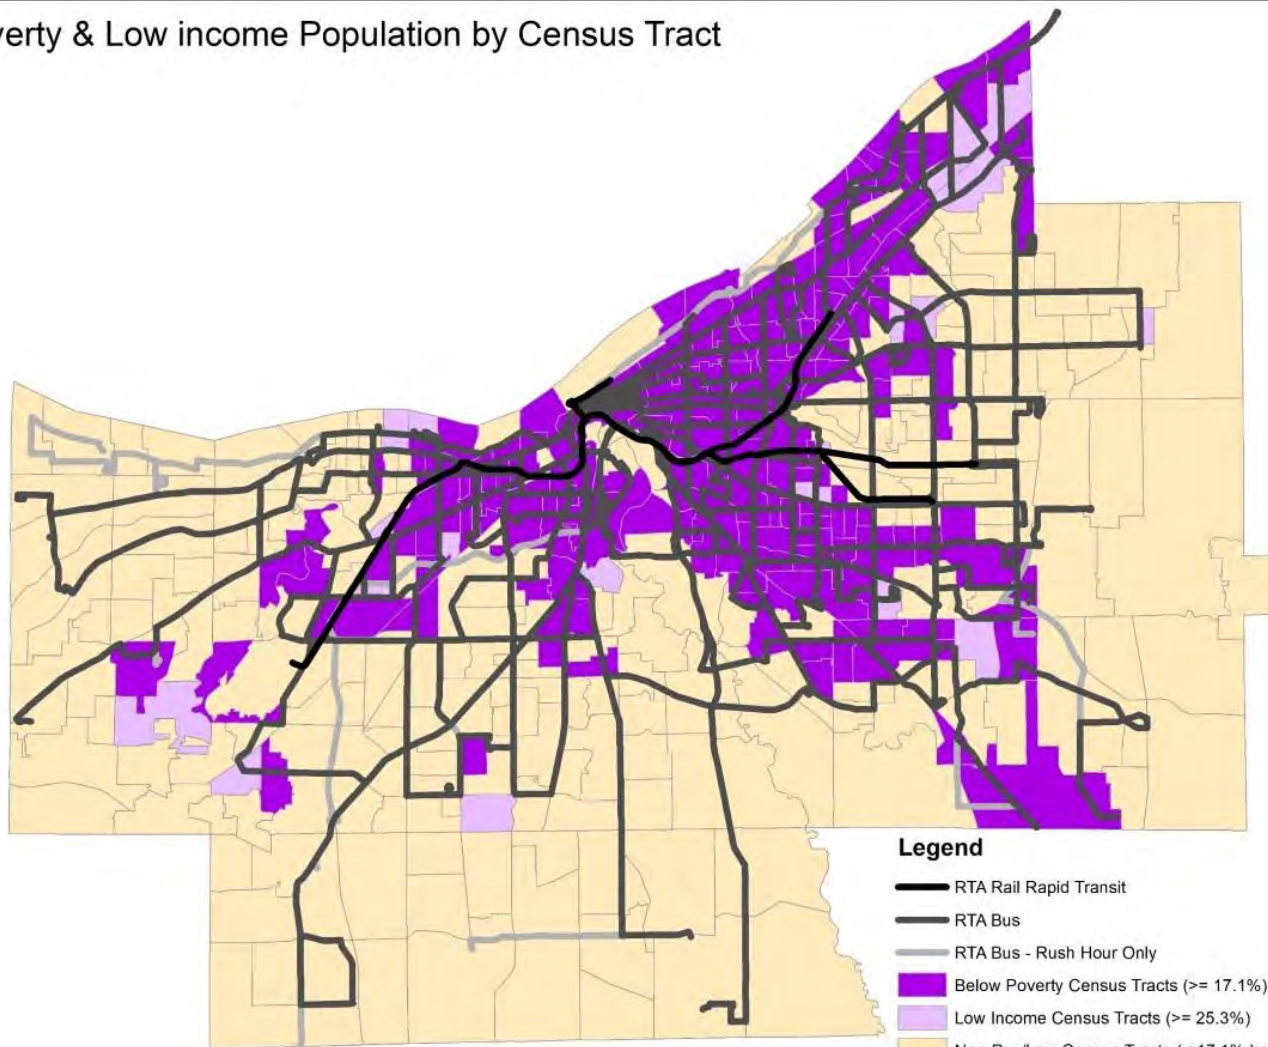 verty & Low income Population by Census Tract
Legend
RTA Rail Rapid Transit
RTA Bus
RTA Bus - Rush Hour Only
Below Poverty Census Tracts (>= 17.1%)
Low Income Census Tracts (>= 25.3%)